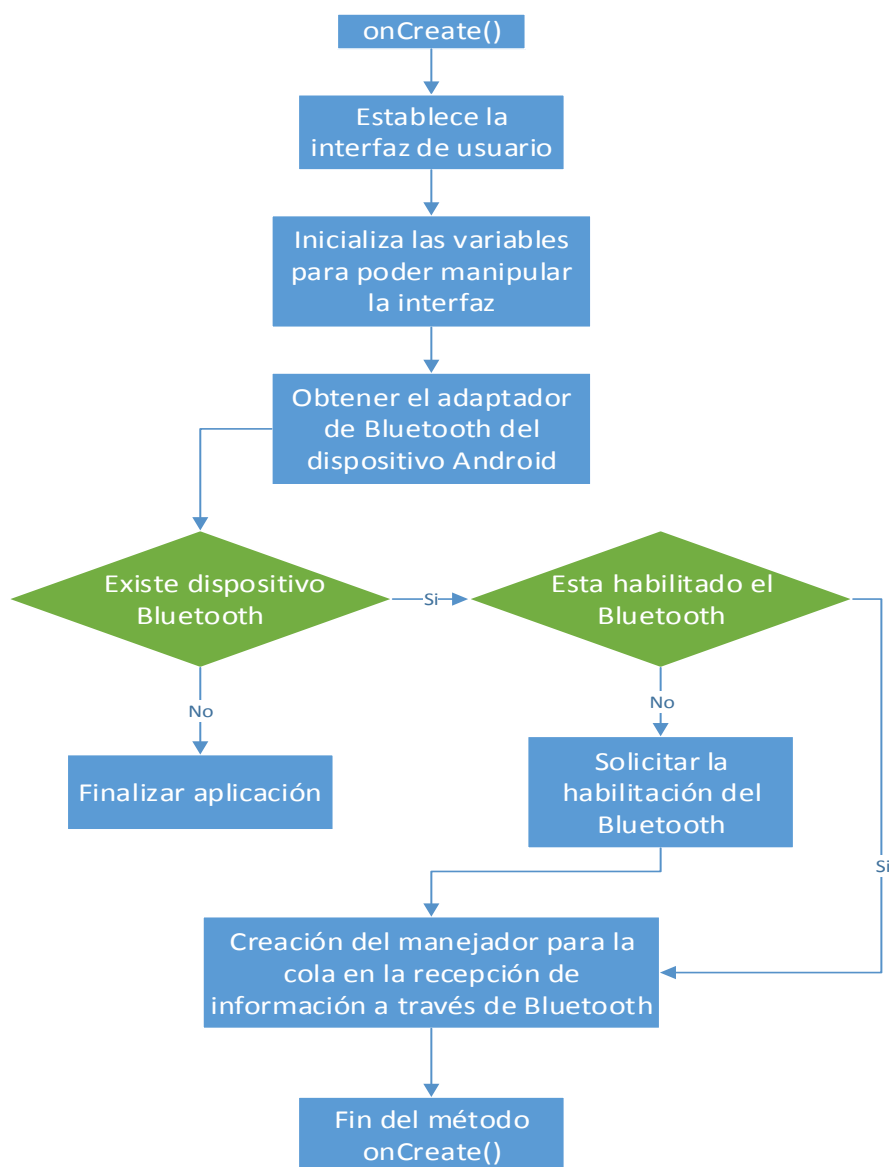 onCreate()
Establece la
interfaz de usuario
Inicializa las variables
para poder manipular
la interfaz
Obtener el adaptador
de Bluetooth del
dispositivo Android
Existe dispositivo
Bluetooth
Si
Esta habilitado el
Bluetooth
No
No
Finalizar aplicación
Solicitar la
habilitación del
Bluetooth
Si
Creación del manejador para la
cola en la recepción de
información a través de Bluetooth
Fin del método
onCreate()